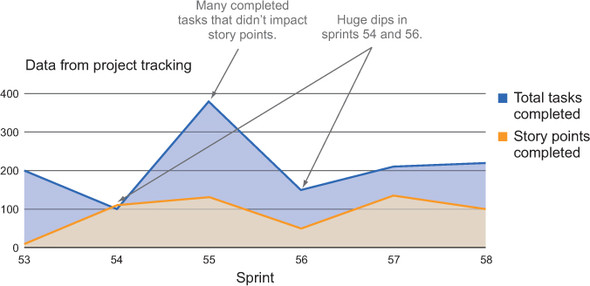 Many completed
tasks that didn't impact
story points.
Huge dips in
sprints 54 and 56.
Data from project tracking
400
300
200
100
0
53
54
55
56
57
58
Sprint
Total tasks
completed
Story points
completed